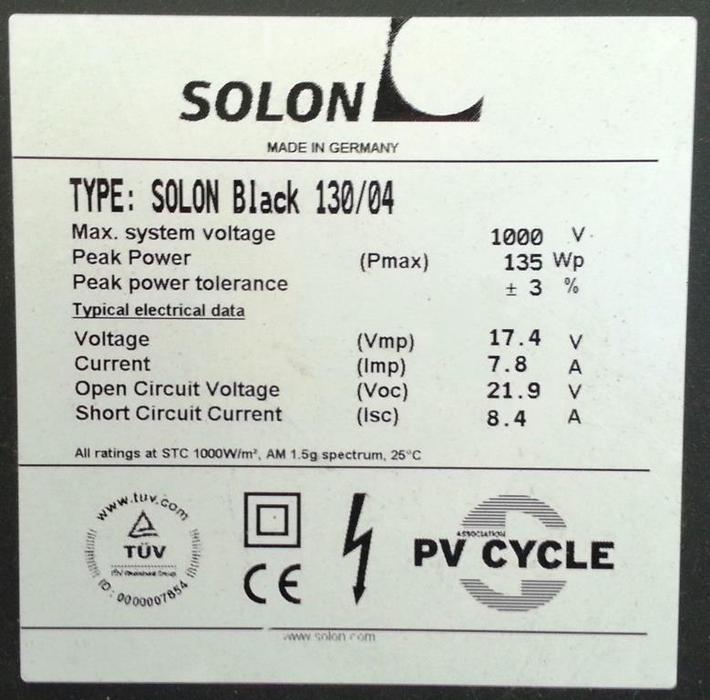 SOLON
MADE IN GERMANY
TYPE: SOLON Black 130/04
Max. system voltage 1000 V
Peak Power (Pmax) 135 Wp
Peak power tolerance ± 3 %
Typical electrical data
Voltage (Vmp) 17.4 V
Current (Imp) 7.8 A
Open Circuit Voltage (Voc) 21.9 V
Short Circuit Current (Isc) 8.4 A
All ratings at STC 1000W/m², AM 1.5g spectrum, 25°C
www.tuv.com
TÜV
ID: 0000007854
CE
ASSOCIATION
PV CYCLE
www.solon.com